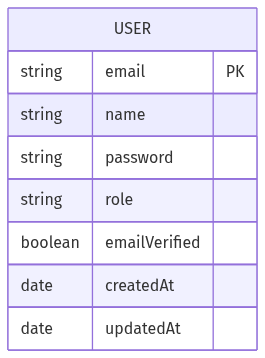 USER
string email PK
string name
string password
string role
boolean emailVerified
date createdAt
date updatedAt